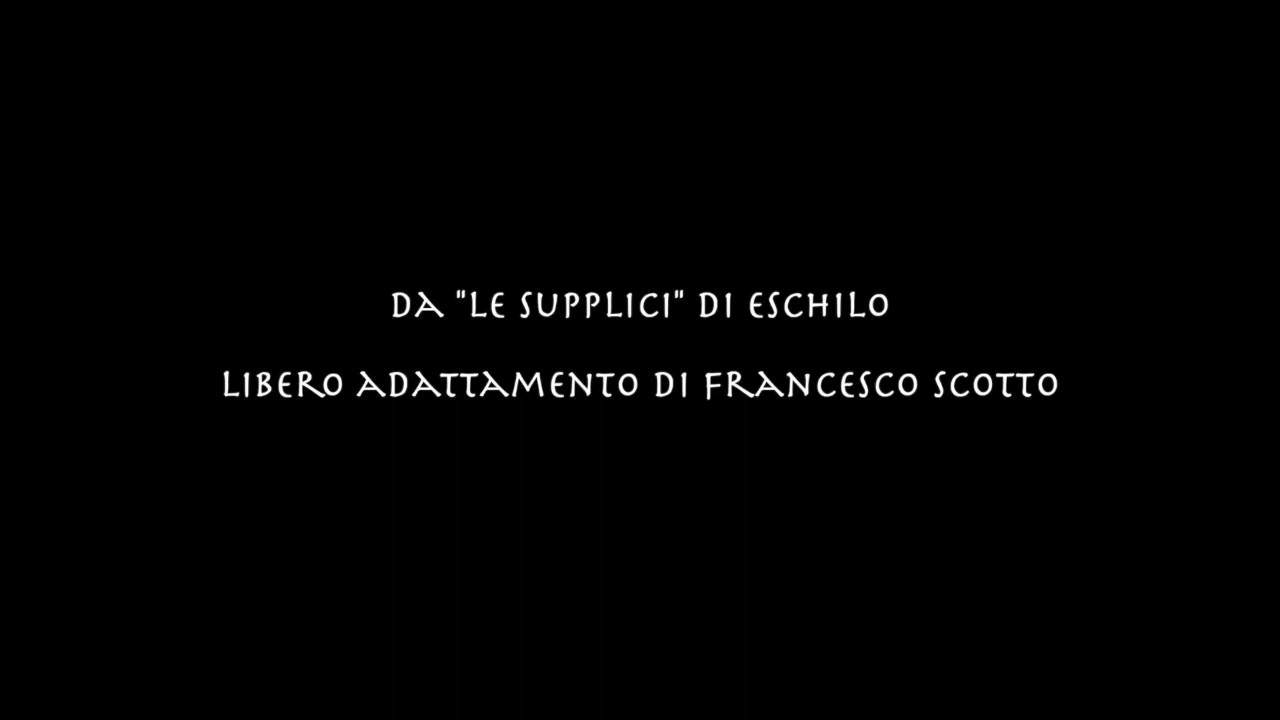 DA "LE SUPPLICI" DI ESCHILO
LIBERO ADATTAMENTO DI FRANCESCO SCOTTO